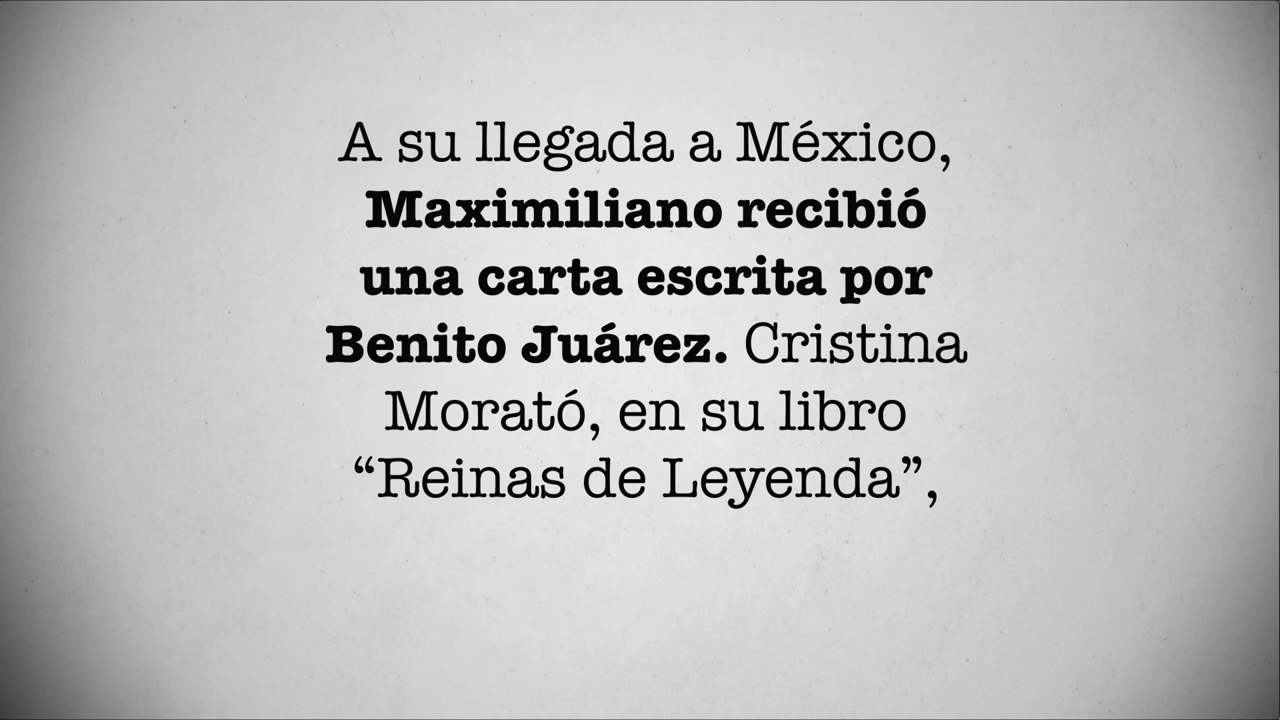 A su llegada a México,
Maximiliano recibió
una carta escrita por
Benito Juárez. Cristina
Morató, en su libro
“Reinas de Leyenda”,